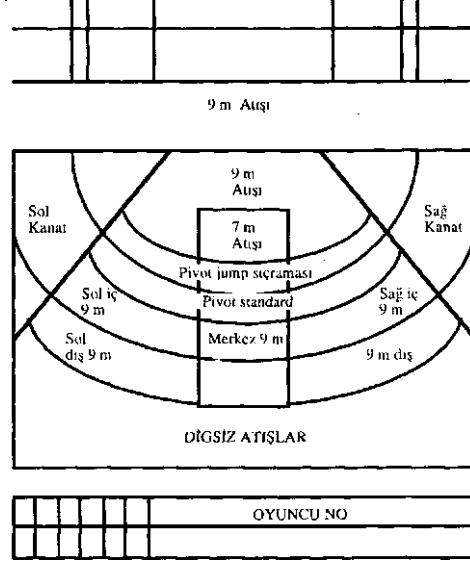 9 m Atışı
9 m
Atışı
7 m
Atışı
Sol
Kanat
Sağ
Kanat
Pivot jump sıçraması
Pivot standard
Sol iç
9 m
Sağ iç
9 m
Sol
dış 9 m
Merkez 9 m
9 m dış
DİGSİZ ATIŞLAR
OYUNCU NO